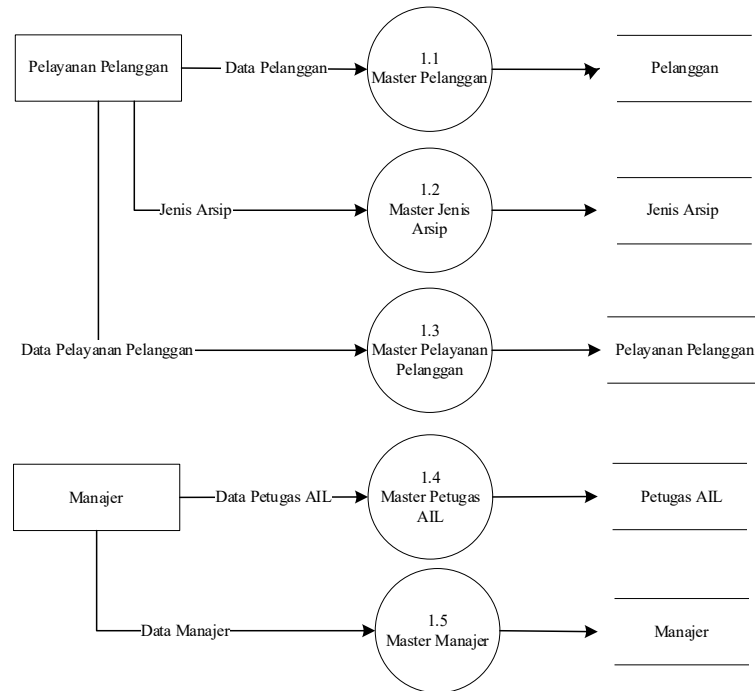 Pelayanan Pelanggan
Data Pelanggan
1.1
Master Pelanggan
Pelanggan
Jenis Arsip
1.2
Master Jenis
Arsip
Jenis Arsip
Data Pelayanan Pelanggan
1.3
Master Pelayanan
Pelanggan
Pelayanan Pelanggan
Manajer
Data Petugas AIL
1.4
Master Petugas
AIL
Petugas AIL
Data Manajer
1.5
Master Manajer
Manajer